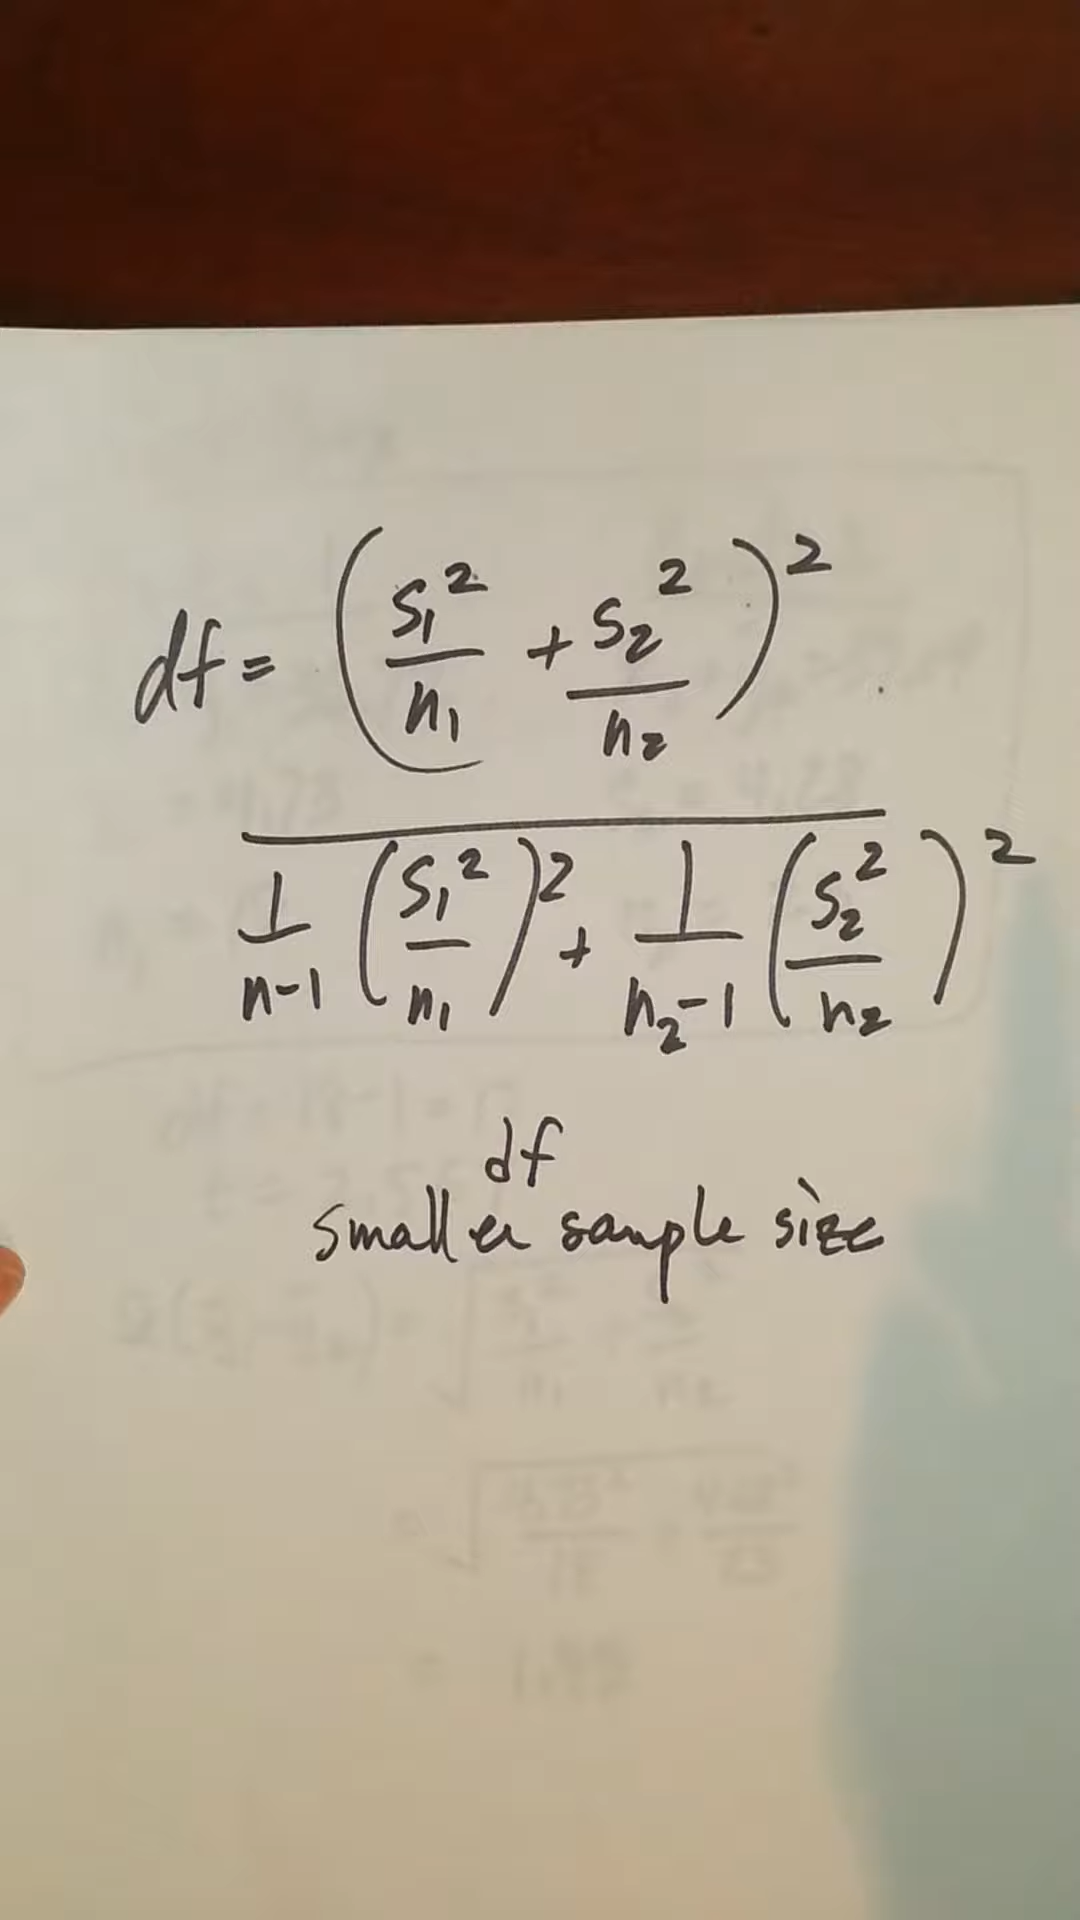 df = (s₁²/n₁ + s₂²/n₂)²
1/n-1 (s₁²/n₁)² + 1/n₂-1 (s₂²/n₂)²
df
smaller sample size